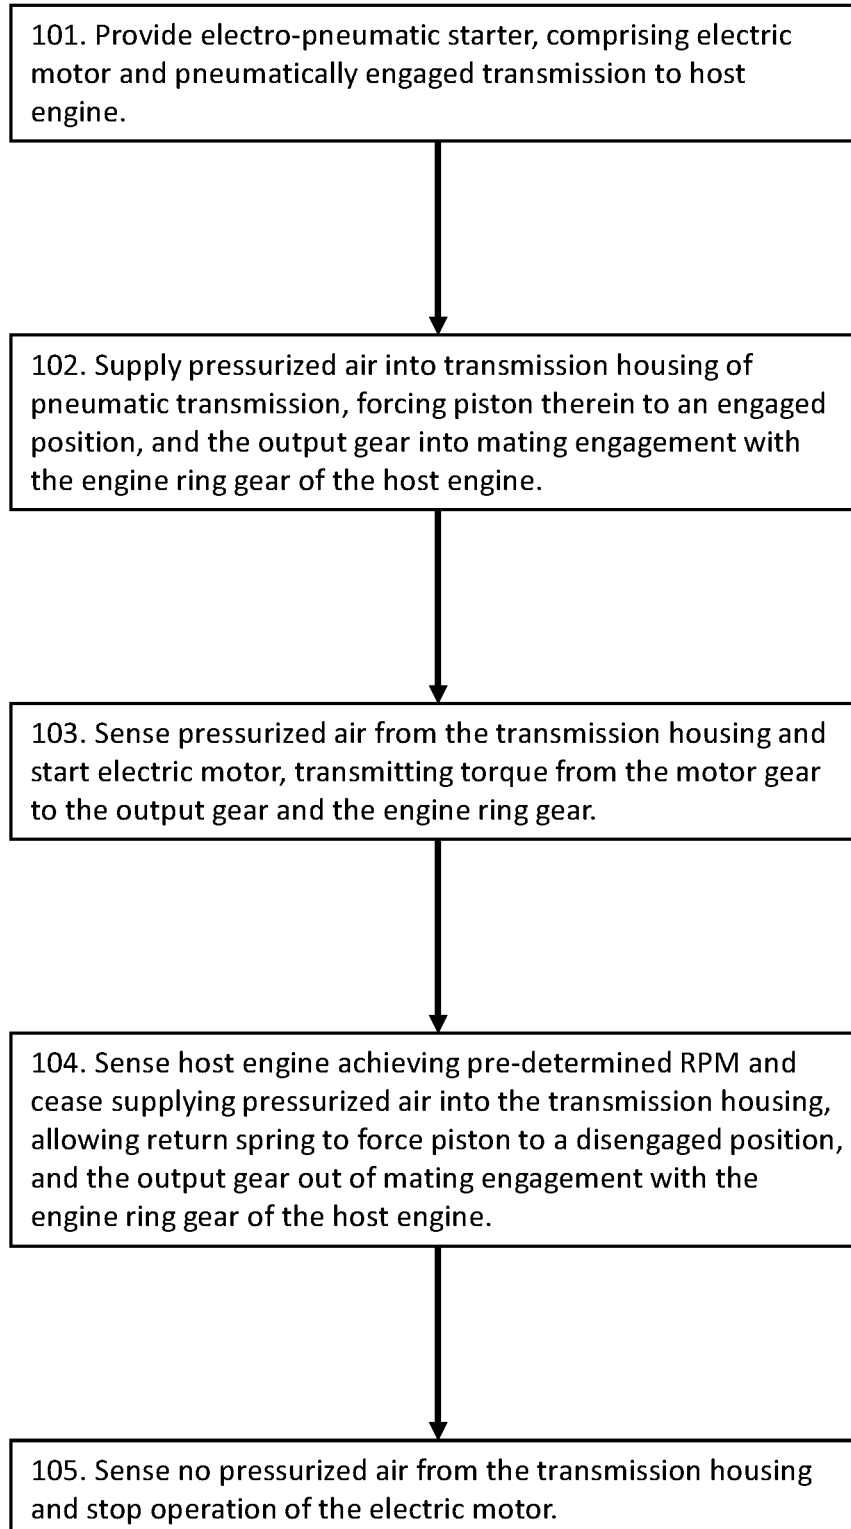 101. Provide electro-pneumatic starter, comprising electric
motor and pneumatically engaged transmission to host
engine.
102. Supply pressurized air into transmission housing of
pneumatic transmission, forcing piston therein to an engaged
position, and the output gear into mating engagement with
the engine ring gear of the host engine.
103. Sense pressurized air from the transmission housing and
start electric motor, transmitting torque from the motor gear
to the output gear and the engine ring gear.
104. Sense host engine achieving pre-determined RPM and
cease supplying pressurized air into the transmission housing,
allowing return spring to force piston to a disengaged position,
and the output gear out of mating engagement with the
engine ring gear of the host engine.
105. Sense no pressurized air from the transmission housing
and stop operation of the electric motor.